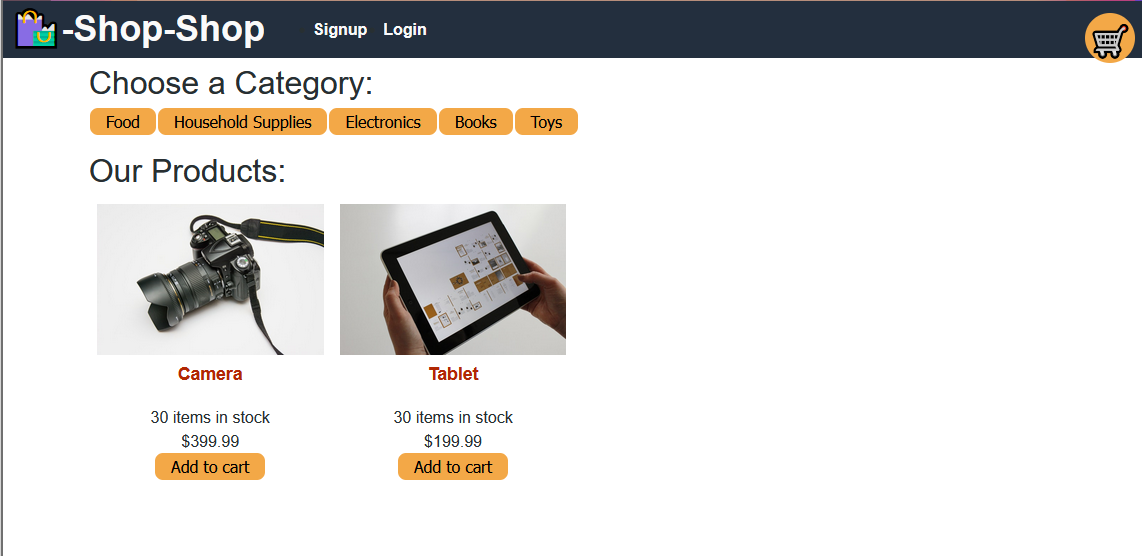 -Shop-Shop Signup Login
Choose a Category:
Food Household Supplies Electronics Books Toys
Our Products:
Camera Tablet
30 items in stock 30 items in stock
$399.99 $199.99
Add to cart Add to cart